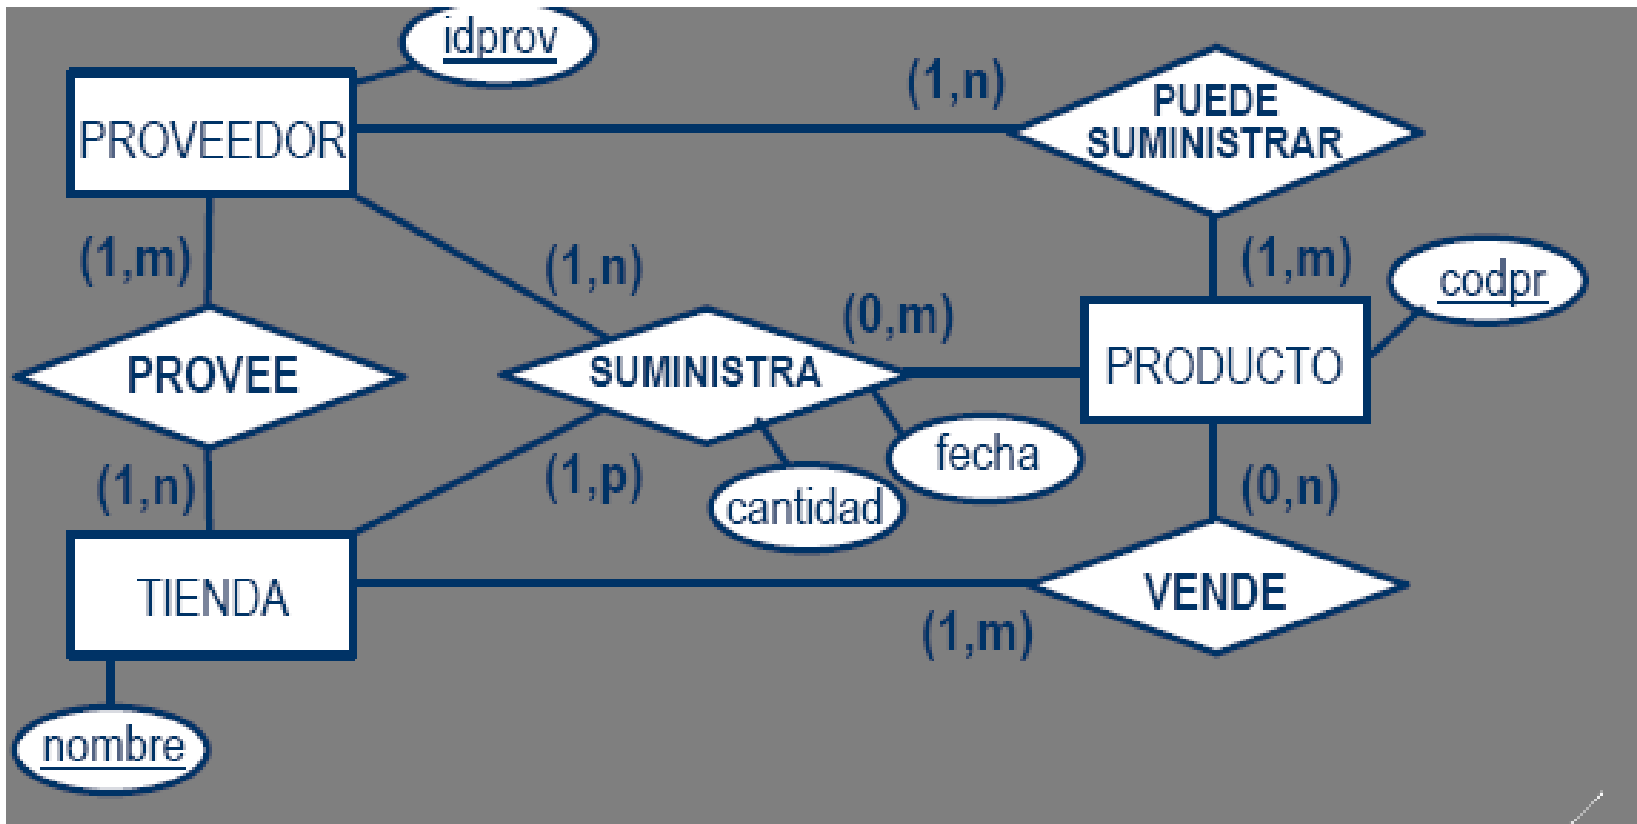 idprov
PROVEEDOR
(1,n)
PUEDE
SUMINISTRAR
(1,m)
(1,n)
(1,m)
codpr
(0,m)
PROVEE
SUMINISTRA
PRODUCTO
fecha
(1,n)
(1,p)
cantidad
(0,n)
TIENDA
(1,m)
VENDE
nombre